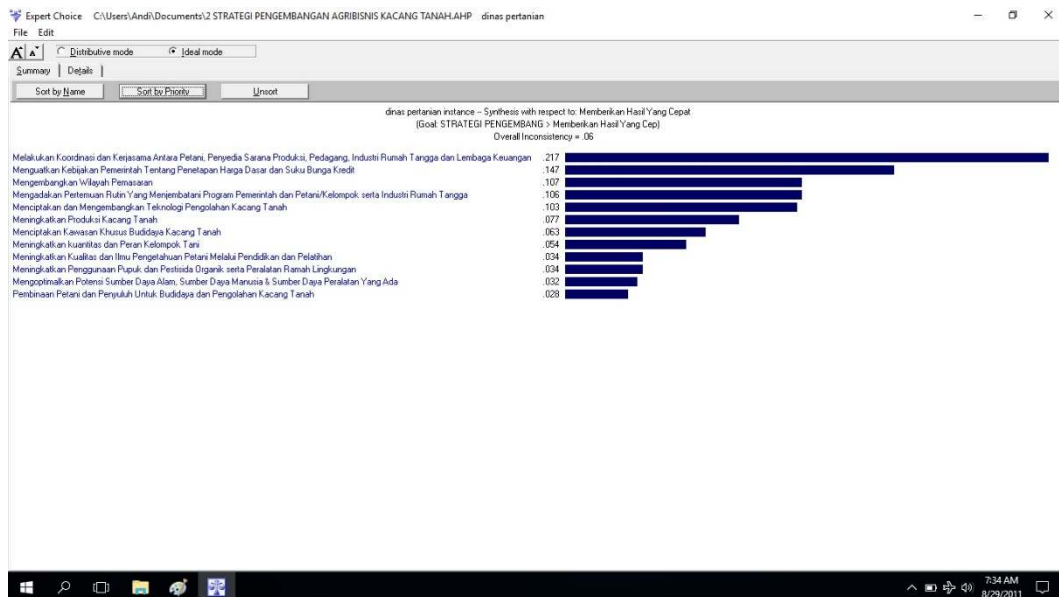 Expert Choice C:\Users\Andi\Documents\2 STRATEGI PENGEMBANGAN AGRIBISNIS KACANG TANAH.AHP dinas pertanian
File Edit
A A Distributive mode Ideal mode
Summary Details
Sort by Name Sort by Priority Unsort
dinas pertanian instance -- Synthesis with respect to: Memberikan Hasil Yang Cepat
(Goal: STRATEGI PENGEMBANG > Memberikan Hasil Yang Cep)
Overall Inconsistency = .06
Melakukan Koordinasi dan Kerjasama Antara Petani, Penyedia Sarana Produksi, Pedagang, Industri Rumah Tangga dan Lembaga Keuangan .217
Menguatkan Kebijakan Pemerintah Tentang Penetapan Harga Dasar dan Suku Bunga Kredit .147
Mengembangkan Wilayah Pemasaran .107
Mengadakan Pertemuan Rutin Yang Menjembatani Program Pemerintah dan Petani/Kelompok serta Industri Rumah Tangga .106
Menciptakan dan Mengembangkan Teknologi Pengolahan Kacang Tanah .103
Meningkatkan Produksi Kacang Tanah .077
Menciptakan Kawasan Khusus Budidaya Kacang Tanah .063
Meningkatkan kuantitas dan Peran Kelompok Tani .054
Meningkatkan Kualitas dan Ilmu Pengetahuan Petani Melalui Pendidikan dan Pelatihan .034
Meningkatkan Penggunaan Pupuk dan Pestisida Organik serta Peralatan Ramah Lingkungan .034
Mengoptimalkan Potensi Sumber Daya Alam, Sumber Daya Manusia & Sumber Daya Peralatan Yang Ada .032
Pembinaan Petani dan Penyuluh Untuk Budidaya dan Pengolahan Kacang Tanah .028
7:34 AM
8/29/2011